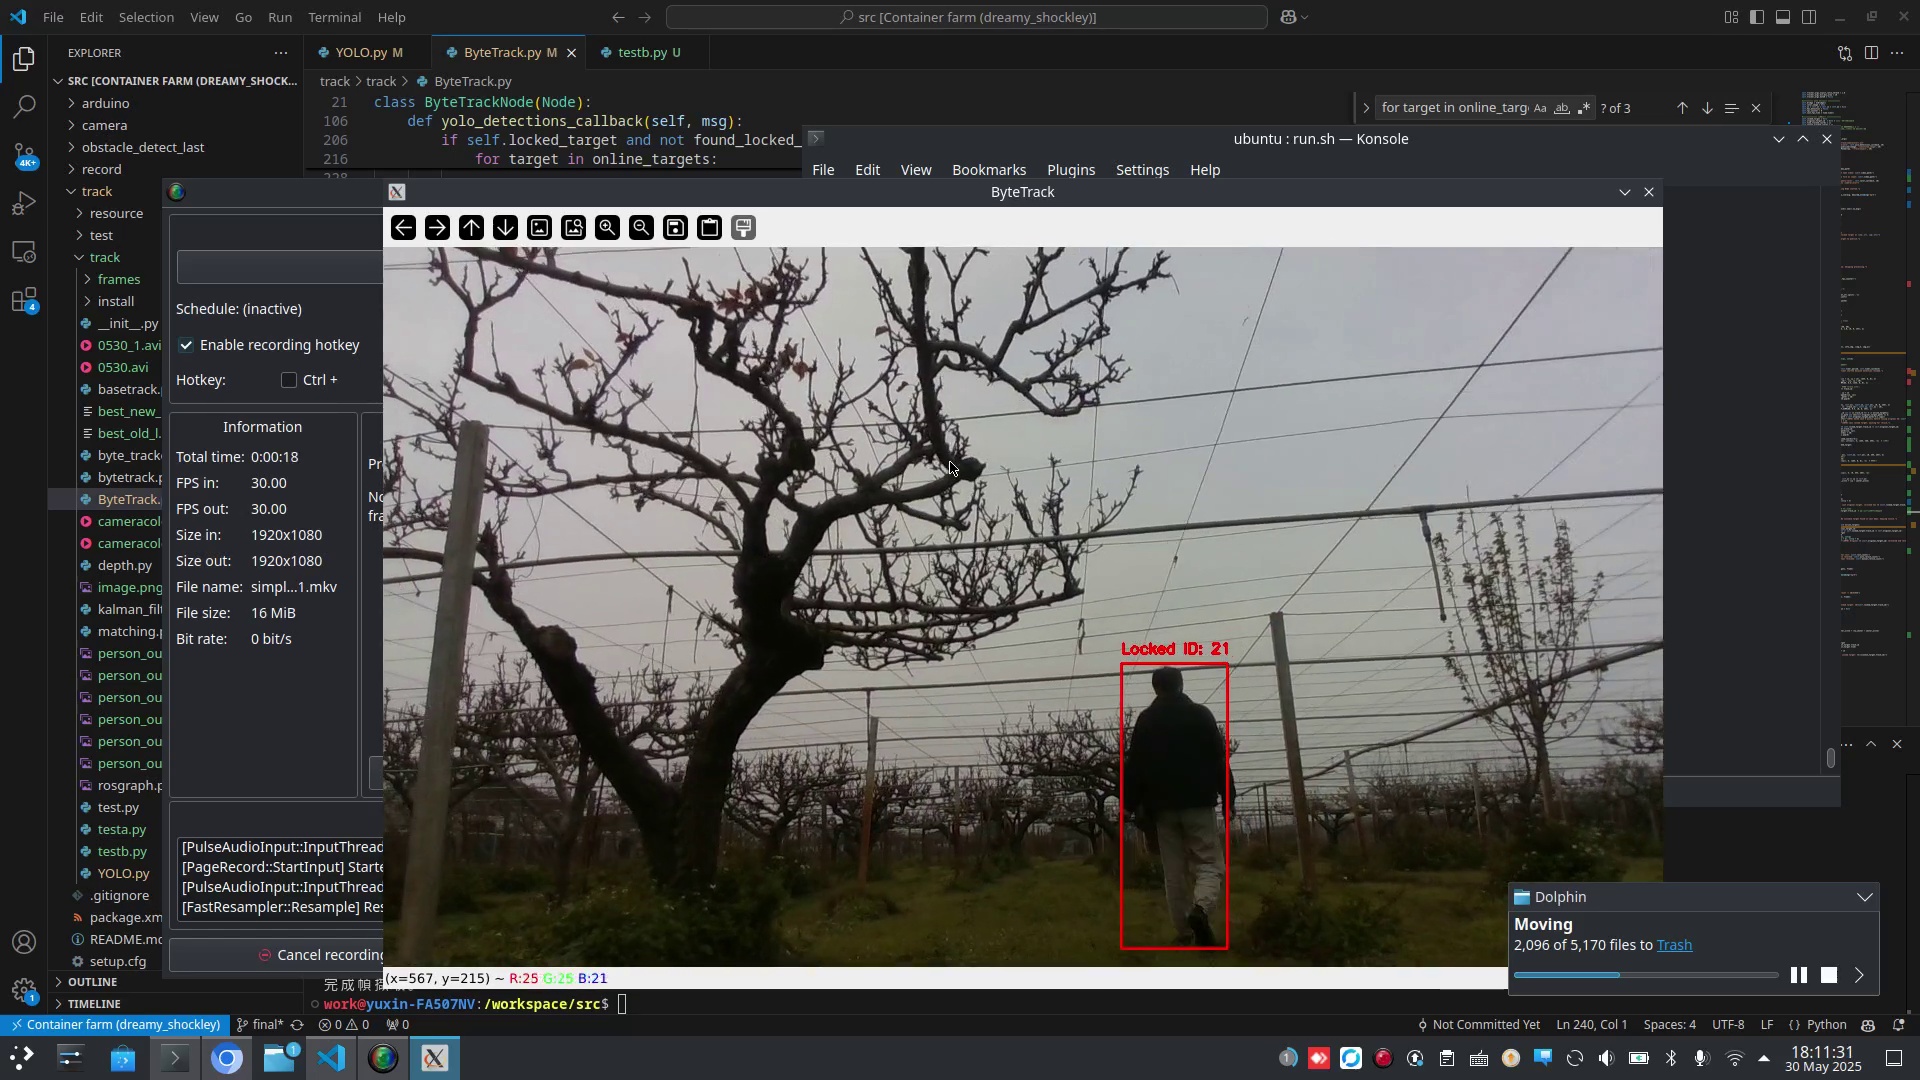 File Edit Selection View Go Run Terminal Help
src [Container farm (dreamy_shockley)]
EXPLORER
YOLO.py M
ByteTrack.py M
testb.py U
SRC [CONTAINER FARM (DREAMY_SHOCK...
track > track > ByteTrack.py
arduino
camera
obstacle_detect_last
record
track
resource
test
track
frames
install
__init__.py
0530_1.avi
0530.avi
basetrack.
best_new_
best_old_l.
byte_track
bytetrack.p
ByteTrack.
cameracol
cameracol
depth.py
image.png
kalman_filt
matching.p
person_ou
person_ou
person_ou
person_ou
person_ou
person_ou
rosgraph.p
test.py
testa.py
testb.py
YOLO.py
.gitignore
package.xm
README.md
setup.cfg
OUTLINE
TIMELINE
4K+
4
1
21 class ByteTrackNode(Node):
106 def yolo_detections_callback(self, msg):
206 if self.locked_target and not found_locked_
216 for target in online_targets:
for target in online_targ
Aa ab .*
? of 3
ubuntu : run.sh — Konsole
File Edit View Bookmarks Plugins Settings Help
ByteTrack
Schedule: (inactive)
Enable recording hotkey
Hotkey: Ctrl +
Information
Total time: 0:00:18
FPS in: 30.00
FPS out: 30.00
Size in: 1920x1080
Size out: 1920x1080
File name: simpl...1.mkv
File size: 16 MiB
Bit rate: 0 bit/s
Pr
No
fra
[PulseAudioInput::InputThread
[PageRecord::StartInput] Starte
[PulseAudioInput::InputThread
[FastResampler::Resample] Res
Cancel recording
Locked ID: 21
(x=567, y=215) ~ R:25 G:25 B:21
work@yuxin-FA507NV:/workspace/src$
Dolphin
Moving
2,096 of 5,170 files to Trash
Container farm (dreamy_shockley)
final*
0 0
0
Not Committed Yet
Ln 240, Col 1
Spaces: 4
UTF-8
LF
{} Python
1
1
18:11:31
30 May 2025